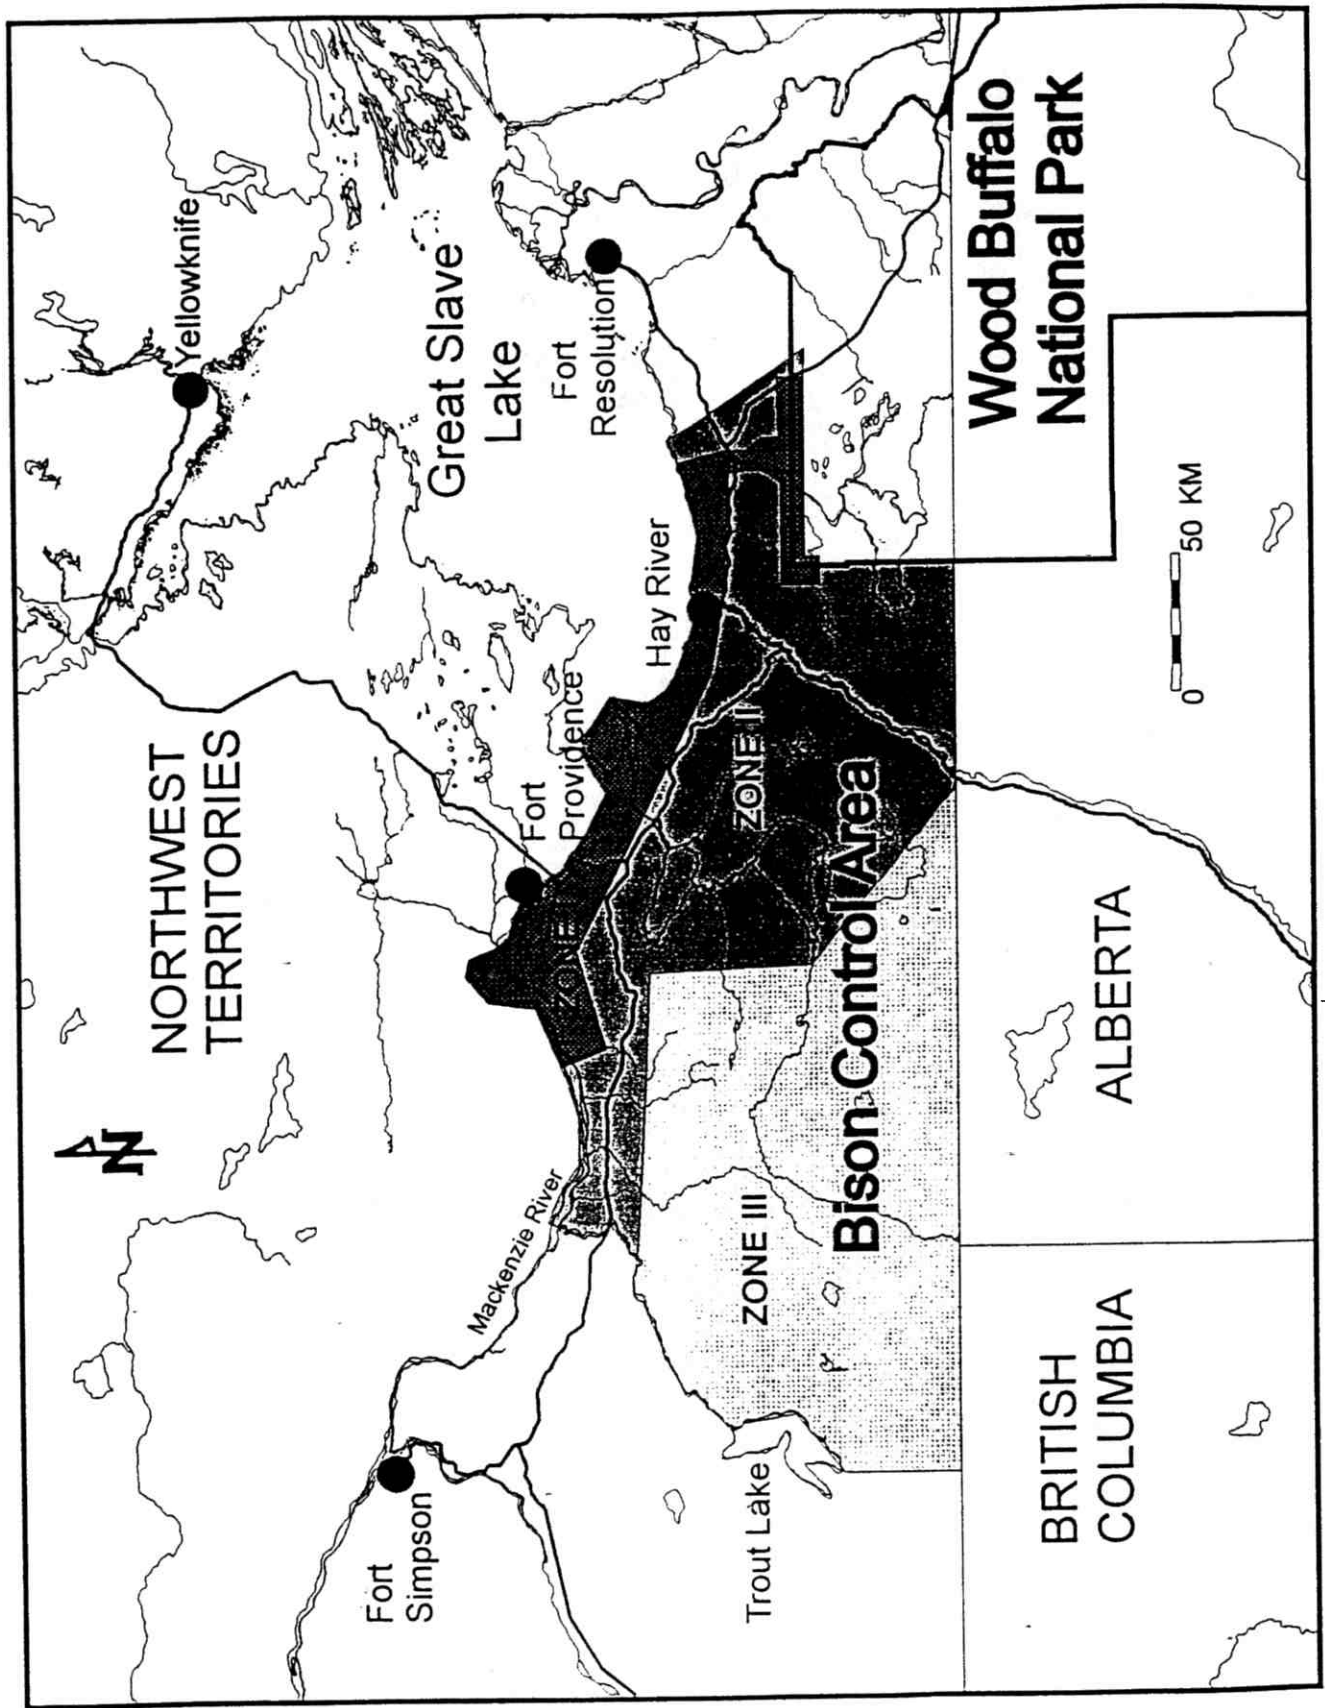 N
NORTHWEST
TERRITORIES
Yellowknife
Great Slave
Lake
Fort
Simpson
Mackenzie River
Fort
Providence
Fort
Resolution
Hay River
ZONE I
ZONE II
ZONE III
Trout Lake
Bison Control Area
Wood Buffalo
National Park
BRITISH
COLUMBIA
ALBERTA
0 50 KM